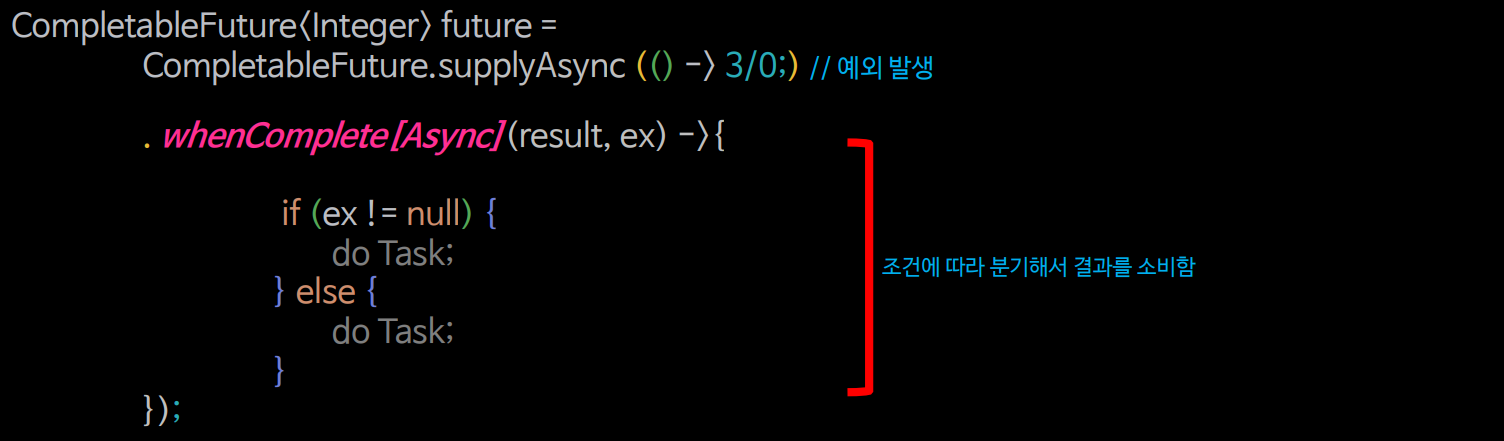 CompletableFuture<Integer> future =
CompletableFuture.supplyAsync (() -> 3/0;) // 예외 발생
. whenComplete[Async](result, ex) ->{
if (ex != null) {
do Task;
} else {
do Task;
}
조건에 따라 분기해서 결과를 소비함
});